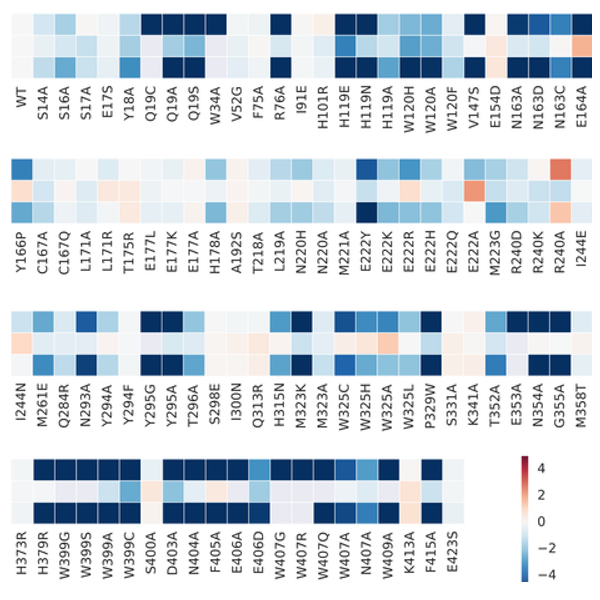 WT S14A S16A S17A E17S Y18A Q19C Q19A Q19S W34A V52G F75A R76A I91E H101R H119E H119N H119A W120H W120A W120F V147S E154D N163A N163D N163C E164A
Y166P C167A C167Q L171A L171R T175R E177L E177K E177A H178A A192S T218A L219A N220H N220A M221A E222Y E222K E222R E222H E222Q E222A M223G R240D R240K R240A I244E
I244N M261E Q284R N293A Y294A Y294F Y295G Y295A T296A S298E I300N Q313R H315N M323K M323A W325C W325H W325A W325L P329W S331A K341A T352A E353A N354A G355A M358T
H373R H379R W399G W399S W399A W399C S400A D403A N404A F405A E406A E406D W407G W407R W407Q W407A N407A W409A K413A F415A E423S
4
2
0
−2
−4